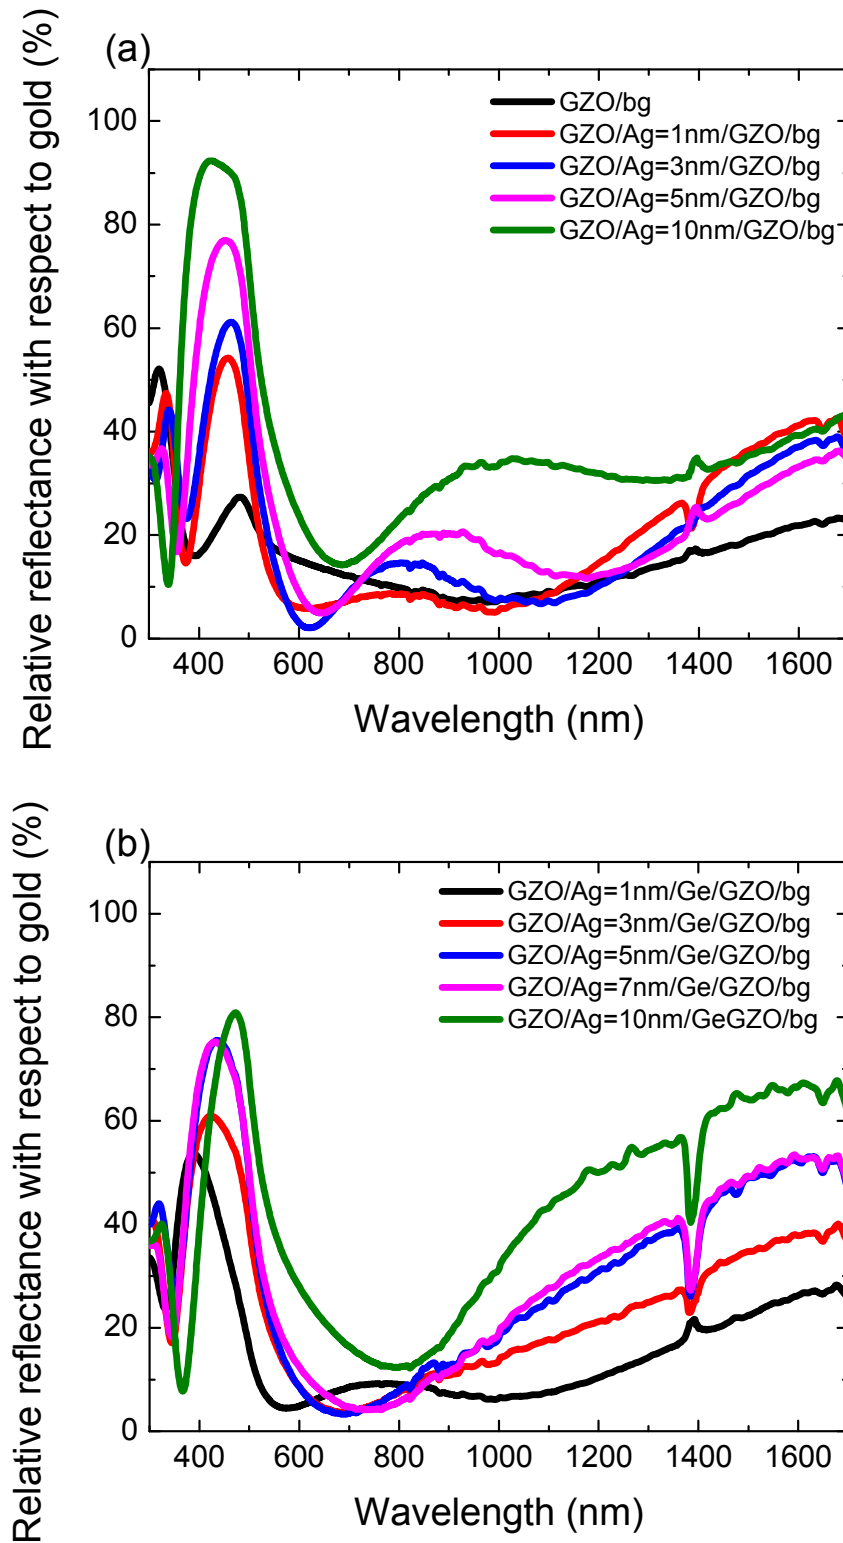 (a)
Relative reflectance with respect to gold (%)
100
80
60
40
20
0
GZO/bg
GZO/Ag=1nm/GZO/bg
GZO/Ag=3nm/GZO/bg
GZO/Ag=5nm/GZO/bg
GZO/Ag=10nm/GZO/bg
400 600 800 1000 1200 1400 1600
Wavelength (nm)
(b)
Relative reflectance with respect to gold (%)
100
80
60
40
20
0
GZO/Ag=1nm/Ge/GZO/bg
GZO/Ag=3nm/Ge/GZO/bg
GZO/Ag=5nm/Ge/GZO/bg
GZO/Ag=7nm/Ge/GZO/bg
GZO/Ag=10nm/GeGZO/bg
400 600 800 1000 1200 1400 1600
Wavelength (nm)